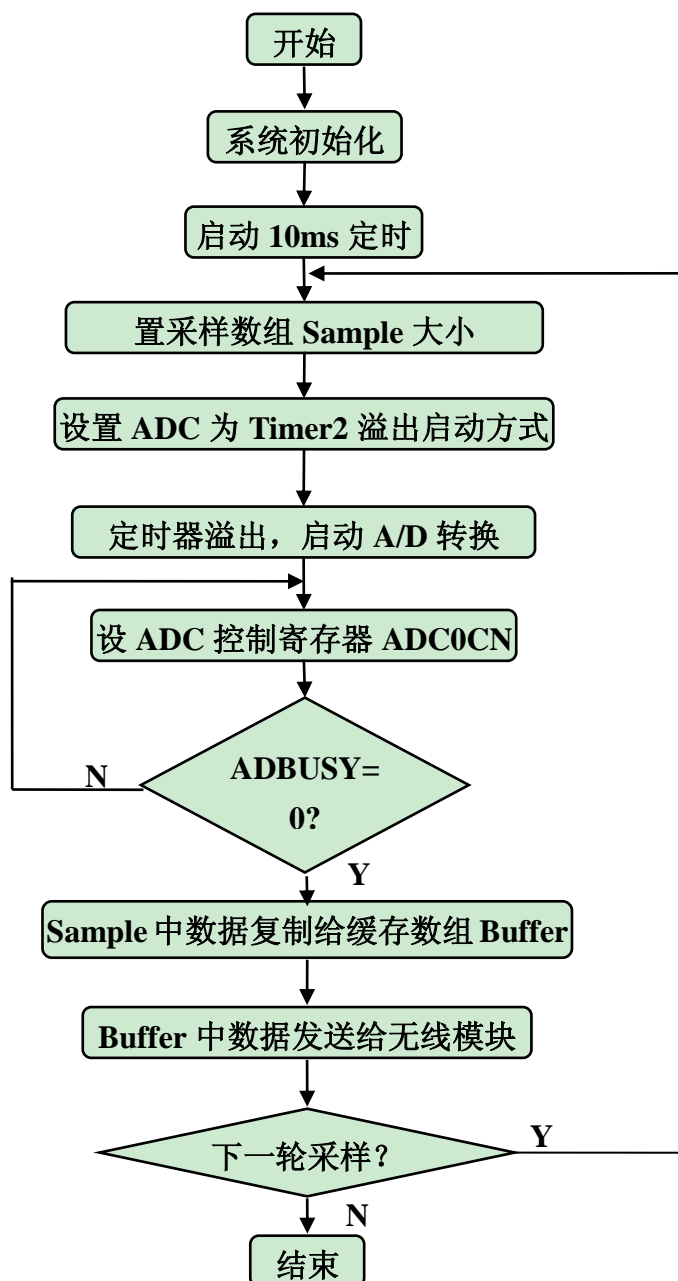 开始
系统初始化
启动 10ms 定时
置采样数组 Sample 大小
设置 ADC 为 Timer2 溢出启动方式
定时器溢出，启动 A/D 转换
设 ADC 控制寄存器 ADC0CN
ADBUSY=
0?
N
Y
Sample 中数据复制给缓存数组 Buffer
Buffer 中数据发送给无线模块
下一轮采样？
Y
N
结束